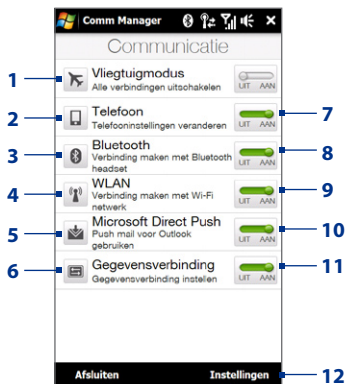 Comm Manager
Communicatie
1
Vliegtuigmodus
Alle verbindingen uitschakelen
UIT AAN
2
Telefoon
Telefooninstellingen veranderen
UIT AAN
7
3
Bluetooth
Verbinding maken met Bluetooth
headset
UIT AAN
8
4
WLAN
Verbinding maken met Wi-Fi
netwerk
UIT AAN
9
5
Microsoft Direct Push
Push mail voor Outlook
gebruiken
UIT AAN
10
6
Gegevensverbinding
Gegevensverbinding instellen
UIT AAN
11
Afsluiten
Instellingen
12